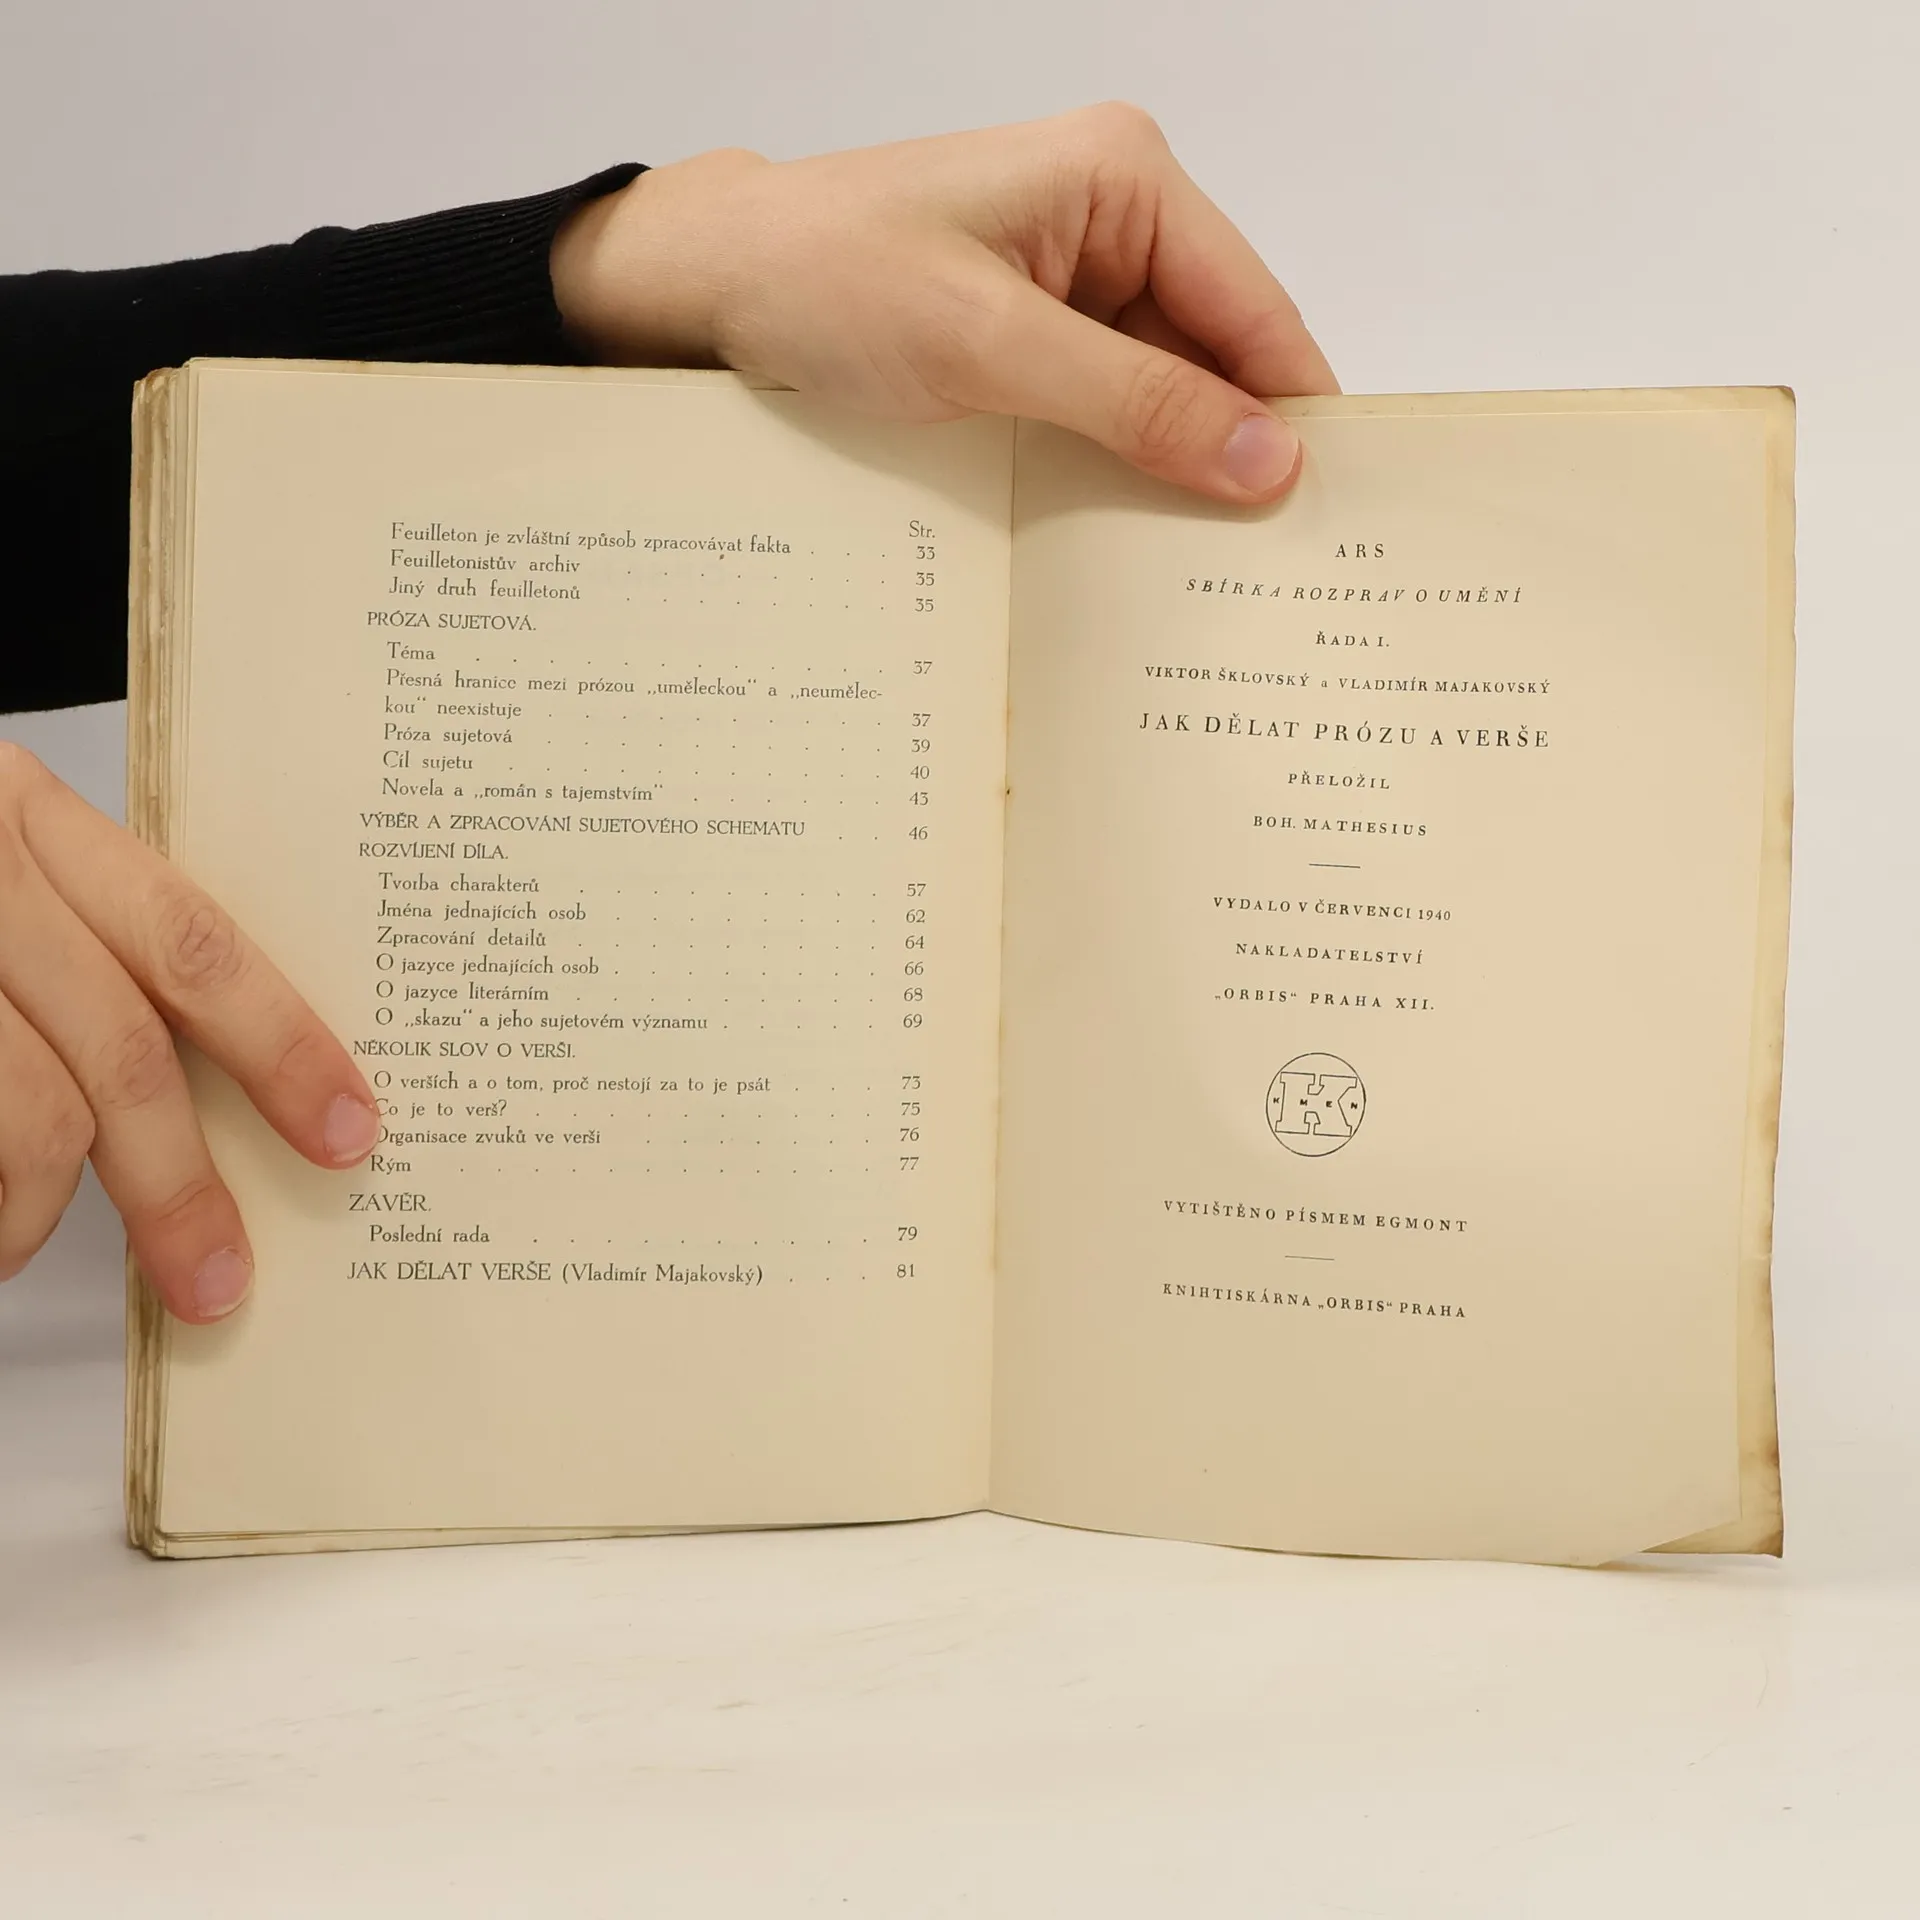 Str.
Feuilleton je zvláštní způsob zpracovávat fakta . . . 33
Feuilletonistův archiv . . . . . . . . 35
Jiný druh feuilletonů . . . . . . . . 35
PRÓZA SUJETOVÁ.
Téma . . . . . . . . . . . . 37
Přesná hranice mezi prózou „uměleckou“ a „neumělec-
kou“ neexistuje . . . . . . . . . . 37
Próza sujetová . . . . . . . . . . 39
Cíl sujetu . . . . . . . . . . . 40
Novela a „román s tajemstvím“ . . . . . . 43
VÝBĚR A ZPRACOVÁNÍ SUJETOVÉHO SCHEMATU . . 46
ROZVÍJENÍ DÍLA.
Tvorba charakterů . . . . . . . . . 57
Jména jednajících osob . . . . . . . . 62
Zpracování detailů . . . . . . . . . 64
O jazyce jednajících osob . . . . . . . . 66
O jazyce literárním . . . . . . . . . 68
O „skazu“ a jeho sujetovém významu . . . . . 69
NĚKOLIK SLOV O VERŠI.
O verších a o tom, proč nestojí za to je psát . . . 73
Co je to verš? . . . . . . . . . . 75
Organisace zvuků ve verši . . . . . . . 76
Rým . . . . . . . . . . . . 77
ZÁVĚR.
Poslední rada . . . . . . . . . . 79
JAK DĚLAT VERŠE (Vladimír Majakovský) . . . 81
ARS
SBÍRKA ROZPRAV O UMĚNÍ
ŘADA I.
VIKTOR ŠKLOVSKÝ a VLADIMÍR MAJAKOVSKÝ
JAK DĚLAT PRÓZU A VERŠE
PŘELOŽIL
BOH. MATHESIUS
VYDALO V ČERVENCI 1940
NAKLADATELSTVÍ
„ORBIS“ PRAHA XII.
K M E N
VYTIŠTĚNO PÍSMEM EGMONT
KNIHTISKÁRNA „ORBIS“ PRAHA